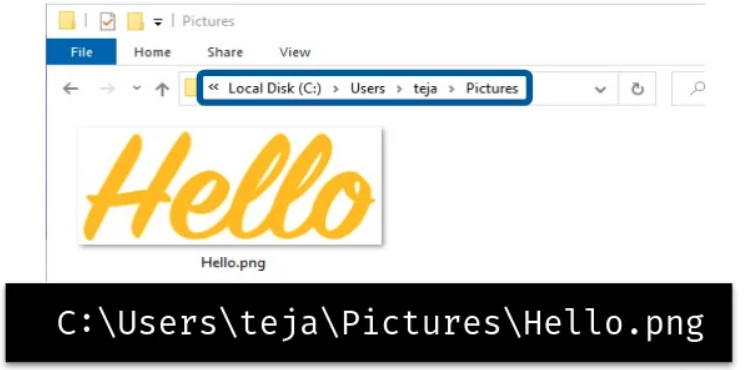 Pictures
File Home Share View
« Local Disk (C:) > Users > teja > Pictures
Hello
Hello.png
C:\Users\teja\Pictures\Hello.png